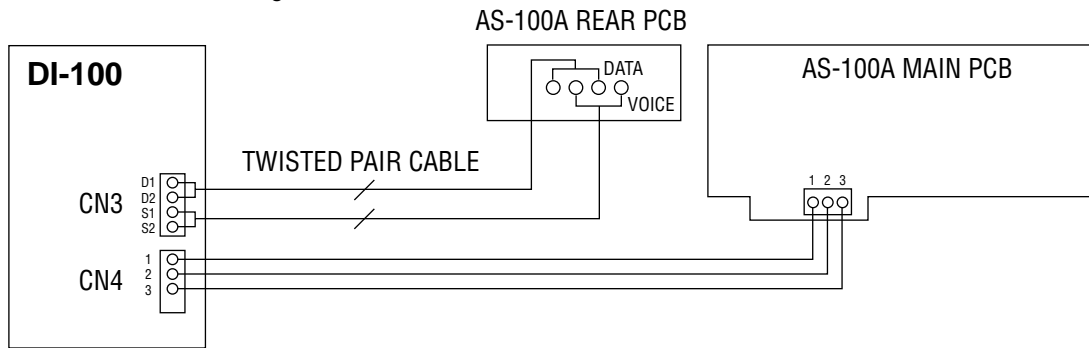 AS-100A REAR PCB
DI-100
DATA
VOICE
AS-100A MAIN PCB
TWISTED PAIR CABLE
1 2 3
CN3
D1
D2
S1
S2
CN4
1
2
3